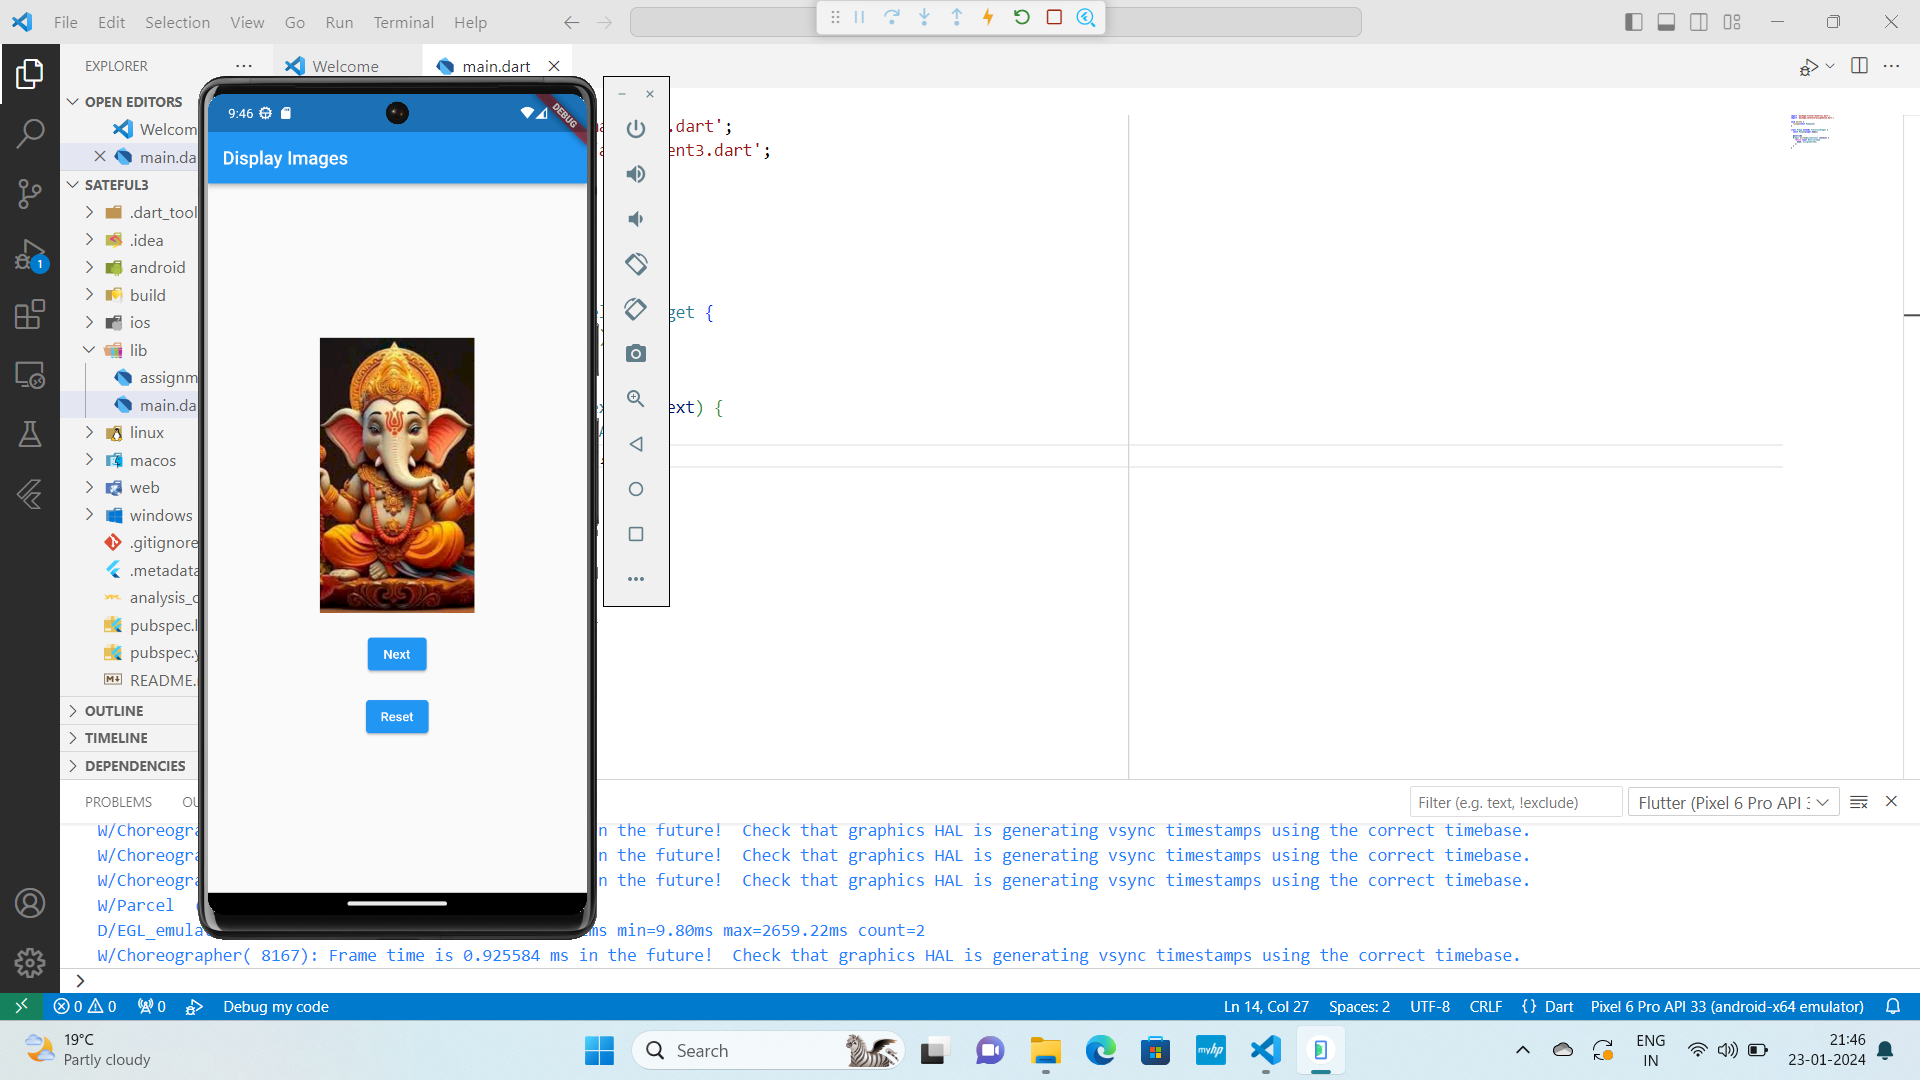 File Edit Selection View Go Run Terminal Help
EXPLORER
Welcome
main.dart
OPEN EDITORS
Welcom
main.da
SATEFUL3
.dart_tool
.idea
android
build
ios
lib
assignm
main.da
linux
macos
web
windows
.gitignore
.metadata
analysis_c
pubspec.l
pubspec.y
README.
OUTLINE
TIMELINE
DEPENDENCIES
9:46
DEBUG
Display Images
Next
Reset
.dart';
ent3.dart';
get {
ext) {
PROBLEMS OU
Filter (e.g. text, !exclude)
Flutter (Pixel 6 Pro API 3
W/Choreogra n the future! Check that graphics HAL is generating vsync timestamps using the correct timebase.
W/Choreogra n the future! Check that graphics HAL is generating vsync timestamps using the correct timebase.
W/Choreogra n the future! Check that graphics HAL is generating vsync timestamps using the correct timebase.
W/Parcel
D/EGL_emula ms min=9.80ms max=2659.22ms count=2
W/Choreographer( 8167): Frame time is 0.925584 ms in the future! Check that graphics HAL is generating vsync timestamps using the correct timebase.
0 0 0 Debug my code
Ln 14, Col 27 Spaces: 2 UTF-8 CRLF {} Dart Pixel 6 Pro API 33 (android-x64 emulator)
19°C
Partly cloudy
Search
myhp
ENG
IN
21:46
23-01-2024
1